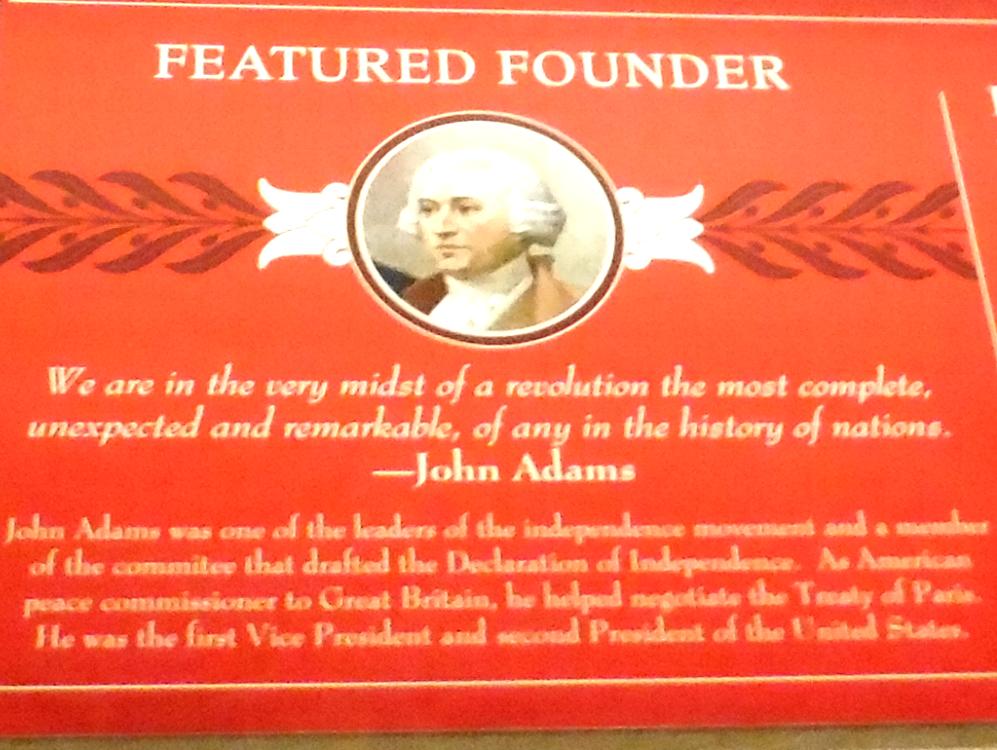 FEATURED FOUNDER
We are in the very midst of a revolution the most complete,
unexpected and remarkable, of any in the history of nations.
—John Adams
John Adams was one of the leaders of the independence movement and a member
of the commitee that drafted the Declaration of Independence. As American
peace commissioner to Great Britain, he helped negotiate the Treaty of Paris.
He was the first Vice President and second President of the United States.